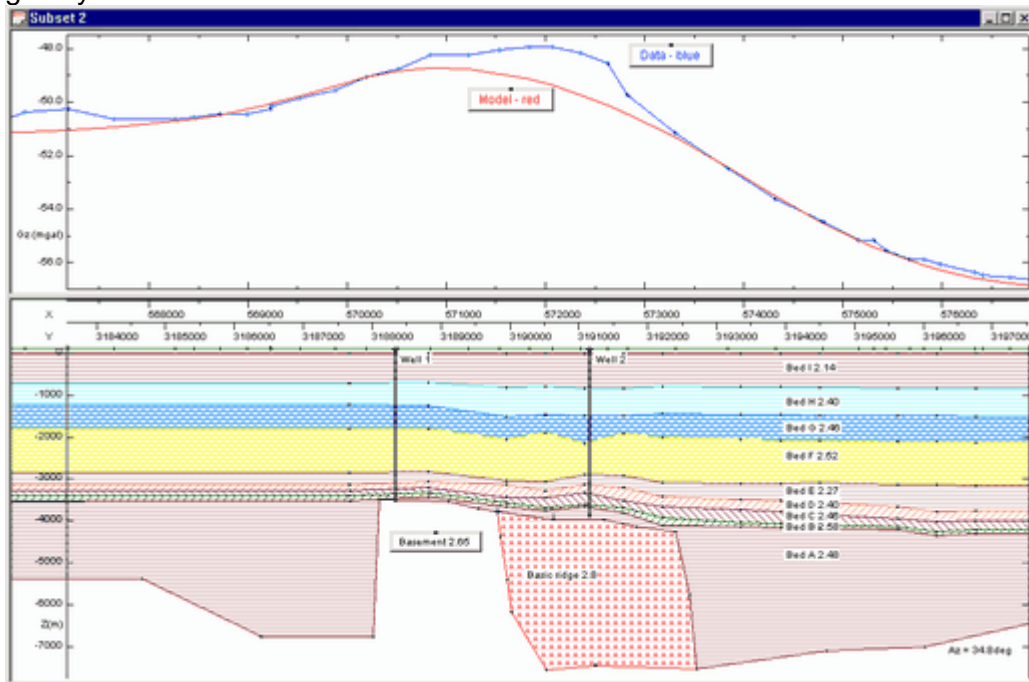 Subset 2
-48.0
-50.0
-52.0
-54.0
Gz (mgal)
-56.0
Data - blue
Model - red
X 568000 569000 570000 571000 572000 573000 574000 575000 576000
Y 3184000 3185000 3186000 3187000 3188000 3189000 3190000 3191000 3192000 3193000 3194000 3195000 3196000 3197000
0
Well 1
Well 2
Bed I 2.14
-1000
Bed H 2.40
Bed G 2.46
-2000
Bed F 2.52
-3000
Bed E 2.27
Bed D 2.40
Bed C 2.46
Bed B 2.58
-4000
Basement 2.65
Bed A 2.48
-5000
Basic ridge 2.8
-6000
Z(m)
-7000
Az = 34.8deg